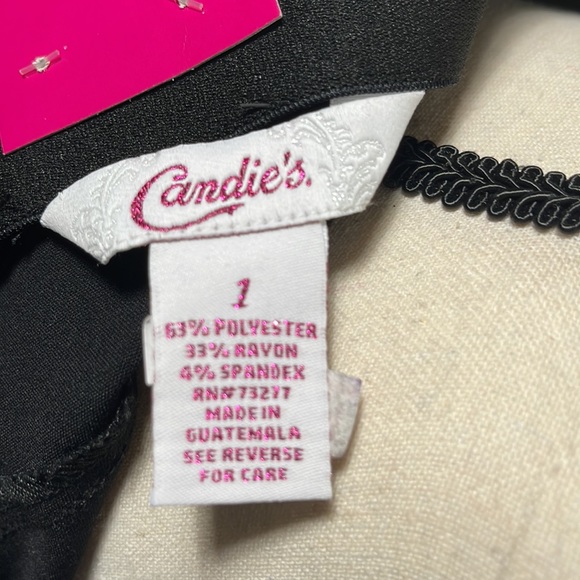 Candie's.
1
63% POLYESTER
33% RAYON
4% SPANDEX
RN#73277
MADE IN
GUATEMALA
SEE REVERSE
FOR CARE